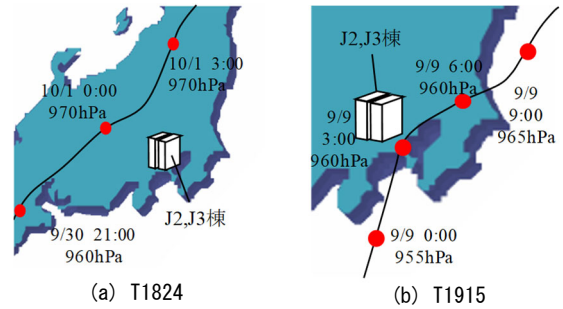 10/1 3:00
970hPa
10/1 0:00
970hPa
J2,J3棟
9/30 21:00
960hPa
(a) T1824
J2,J3棟
9/9 6:00
960hPa
9/9
9:00
965hPa
9/9
3:00
960hPa
9/9 0:00
955hPa
(b) T1915